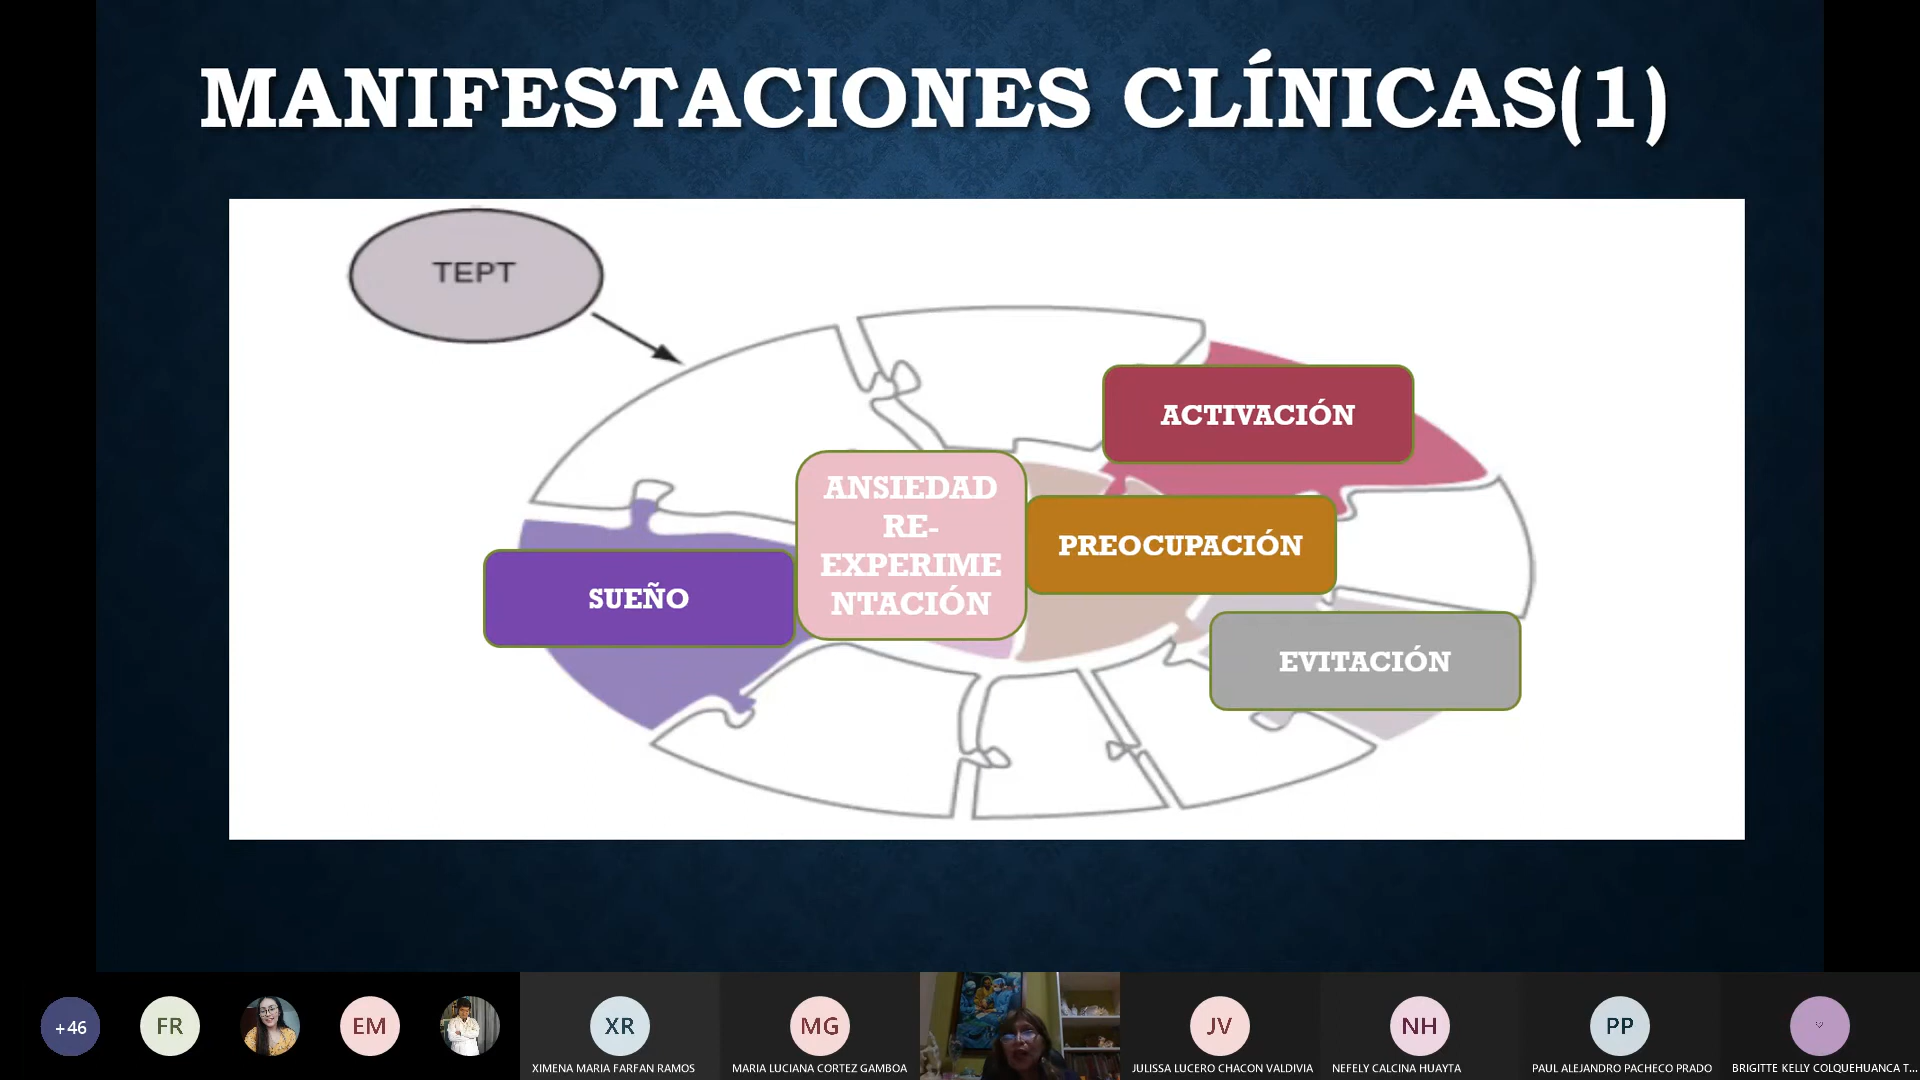 MANIFESTACIONES CLÍNICAS(1)
TEPT
ACTIVACIÓN
ANSIEDAD
RE-
EXPERIME
NTACIÓN
PREOCUPACIÓN
SUEÑO
EVITACIÓN
+46
FR
EM
XR
MG
JV
NH
PP
XIMENA MARIA FARFAN RAMOS
MARIA LUCIANA CORTEZ GAMBOA
JULISSA LUCERO CHACON VALDIVIA
NEFELY CALCINA HUAYTA
PAUL ALEJANDRO PACHECO PRADO
BRIGITTE KELLY COLQUEHUANCA T...